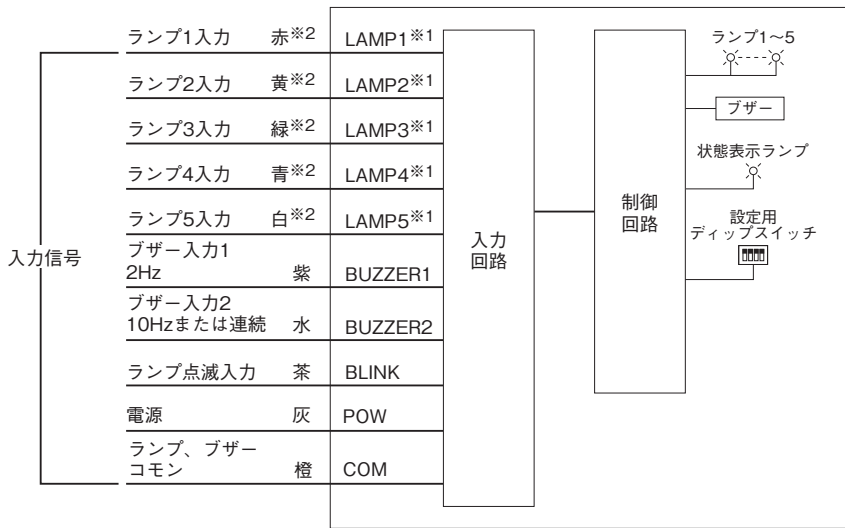 ランプ1入力 赤※2 LAMP1※1
ランプ2入力 黄※2 LAMP2※1
ランプ3入力 緑※2 LAMP3※1
ランプ4入力 青※2 LAMP4※1
ランプ5入力 白※2 LAMP5※1
ブザー入力1
2Hz 紫 BUZZER1
ブザー入力2
10Hzまたは連続 水 BUZZER2
ランプ点滅入力 茶 BLINK
電源 灰 POW
ランプ、ブザー
コモン 橙 COM
入力信号
入力
回路
制御
回路
ランプ1～5
ブザー
状態表示ランプ
設定用
ディップスイッチ